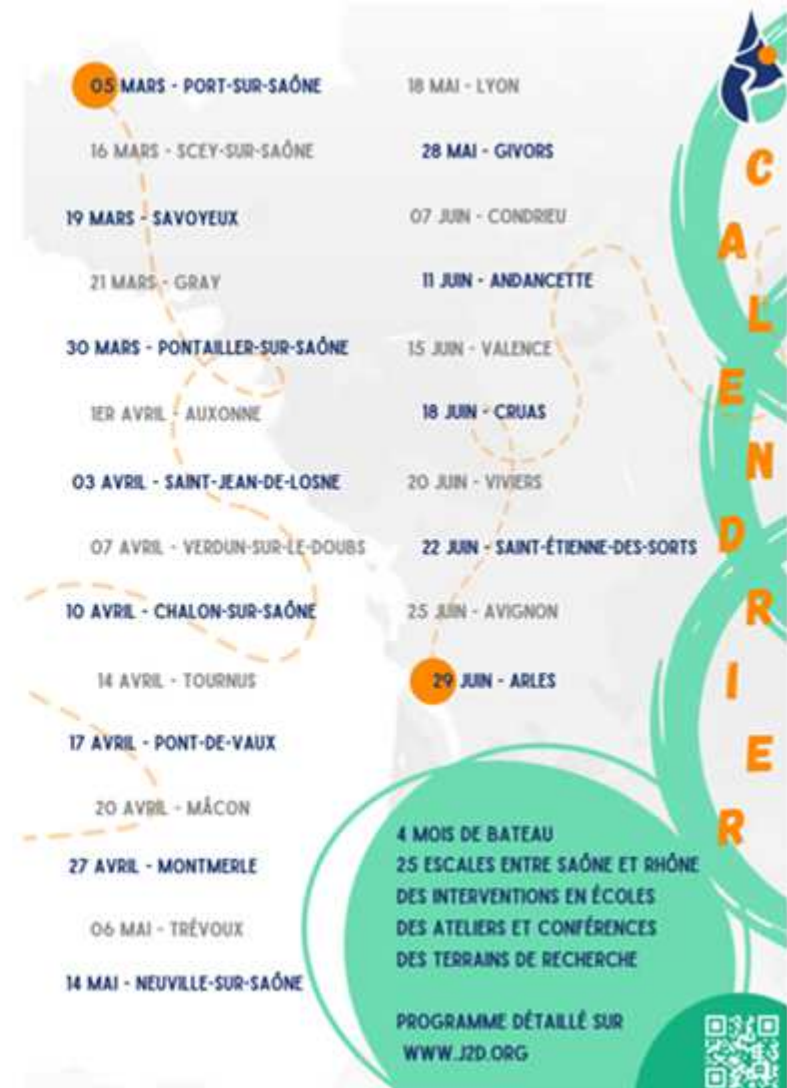 05 MARS - PORT-SUR-SAÔNE
16 MARS - SCEY-SUR-SAÔNE
19 MARS - SAVOYEUX
21 MARS - GRAY
30 MARS - PONTAILLER-SUR-SAÔNE
1ER AVRIL - AUXONNE
03 AVRIL - SAINT-JEAN-DE-LOSNE
07 AVRIL - VERDUN-SUR-LE-DOUBS
10 AVRIL - CHALON-SUR-SAÔNE
14 AVRIL - TOURNUS
17 AVRIL - PONT-DE-VAUX
20 AVRIL - MÂCON
27 AVRIL - MONTMERLE
06 MAI - TRÉVOUX
14 MAI - NEUVILLE-SUR-SAÔNE
18 MAI - LYON
28 MAI - GIVORS
07 JUIN - CONDRIEU
11 JUIN - ANDANCETTE
15 JUIN - VALENCE
18 JUIN - CRUAS
20 JUIN - VIVIERS
22 JUIN - SAINT-ÉTIENNE-DES-SORTS
25 JUIN - AVIGNON
29 JUIN - ARLES
4 MOIS DE BATEAU
25 ESCALES ENTRE SAÔNE ET RHÔNE
DES INTERVENTIONS EN ÉCOLES
DES ATELIERS ET CONFÉRENCES
DES TERRAINS DE RECHERCHE
PROGRAMME DÉTAILLÉ SUR
WWW.J2D.ORG
CALENDRIER